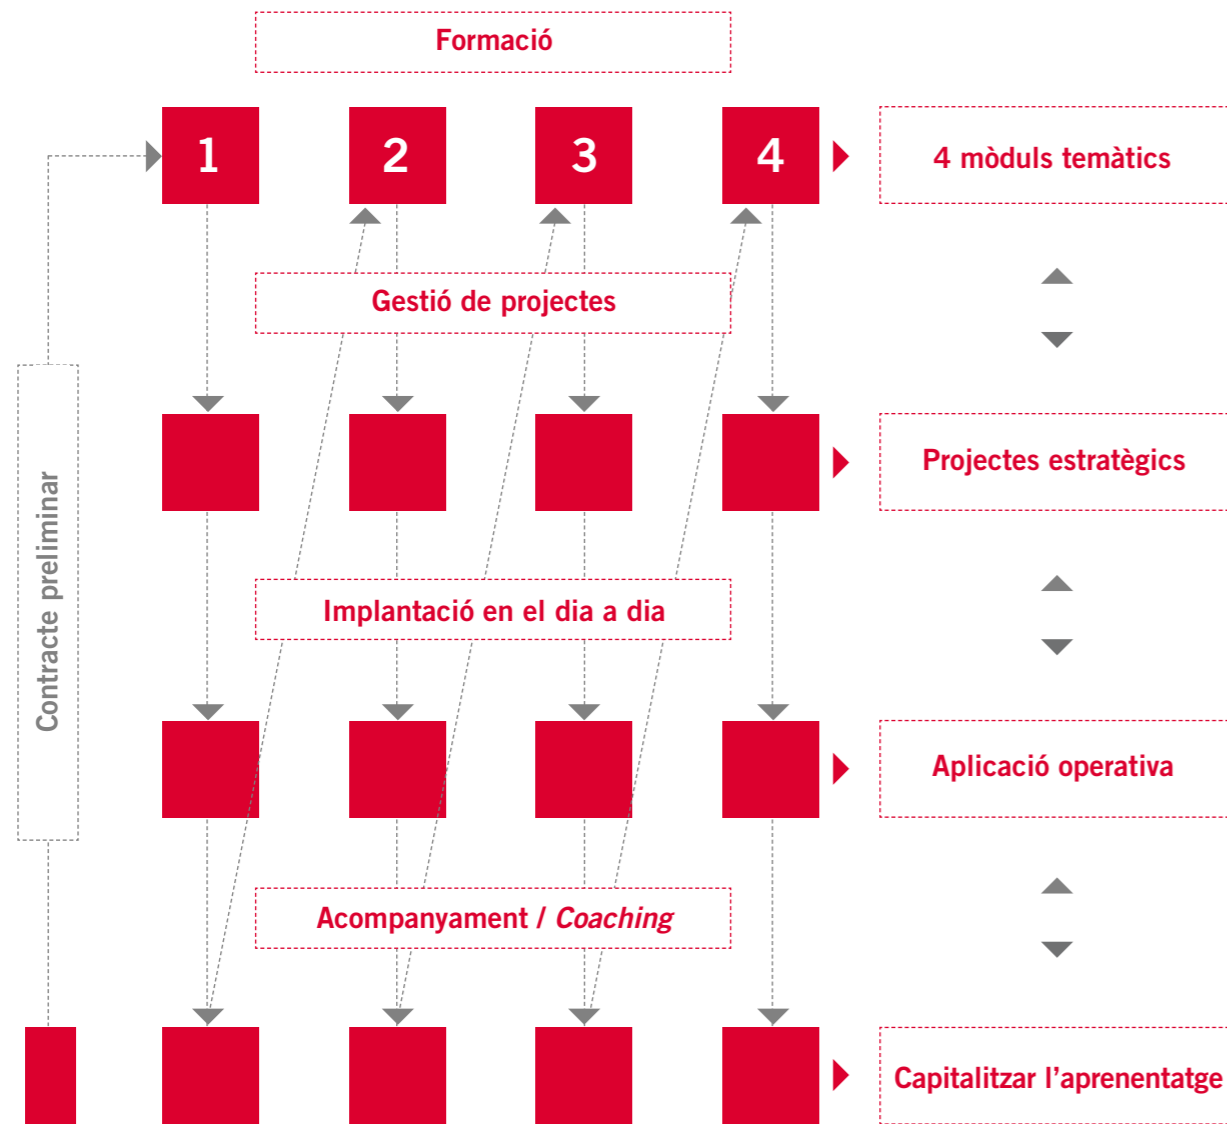 Formació
1
2
3
4
4 mòduls temàtics
Gestió de projectes
Projectes estratègics
Contracte preliminar
Implantació en el dia a dia
Aplicació operativa
Acompanyament / Coaching
Capitalitzar l’aprenentatge